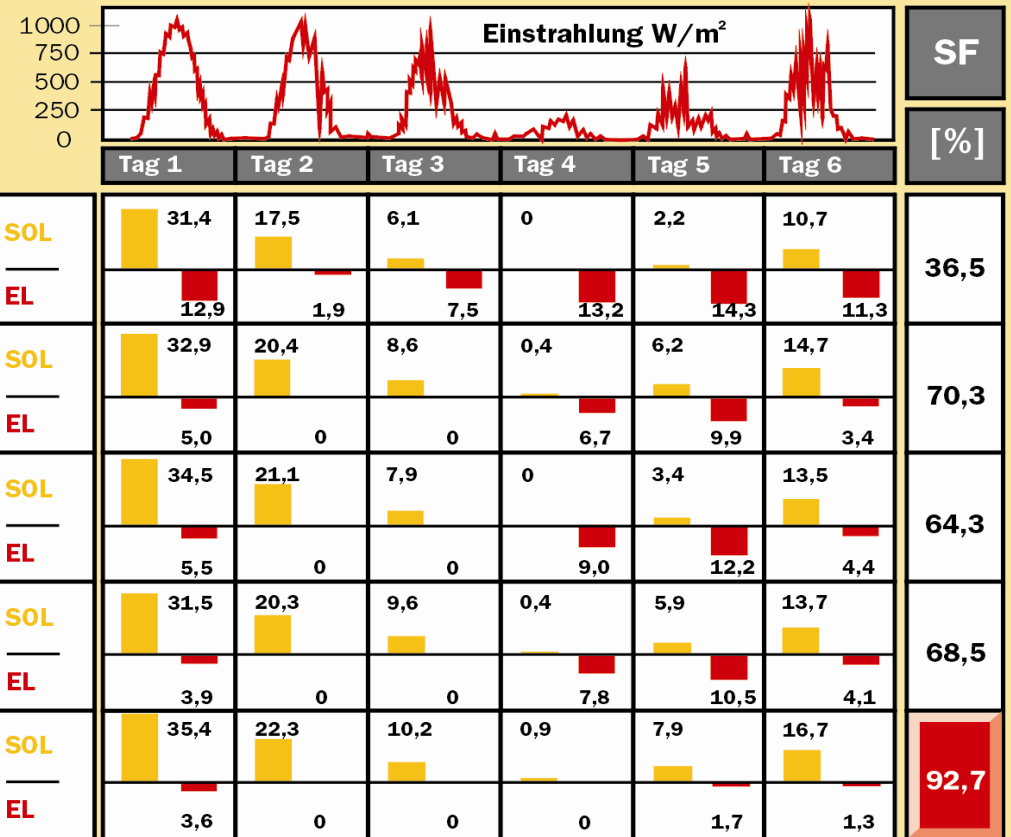 1000
Einstrahlung W/m²
SF
750
500
250
0
[%]
Tag 1 Tag 2 Tag 3 Tag 4 Tag 5 Tag 6
SOL 31,4 17,5 6,1 0 2,2 10,7
36,5
EL 12,9 1,9 7,5 13,2 14,3 11,3
SOL 32,9 20,4 8,6 0,4 6,2 14,7
70,3
EL 5,0 0 0 6,7 9,9 3,4
SOL 34,5 21,1 7,9 0 3,4 13,5
64,3
EL 5,5 0 0 9,0 12,2 4,4
SOL 31,5 20,3 9,6 0,4 5,9 13,7
68,5
EL 3,9 0 0 7,8 10,5 4,1
SOL 35,4 22,3 10,2 0,9 7,9 16,7
92,7
EL 3,6 0 0 0 1,7 1,3